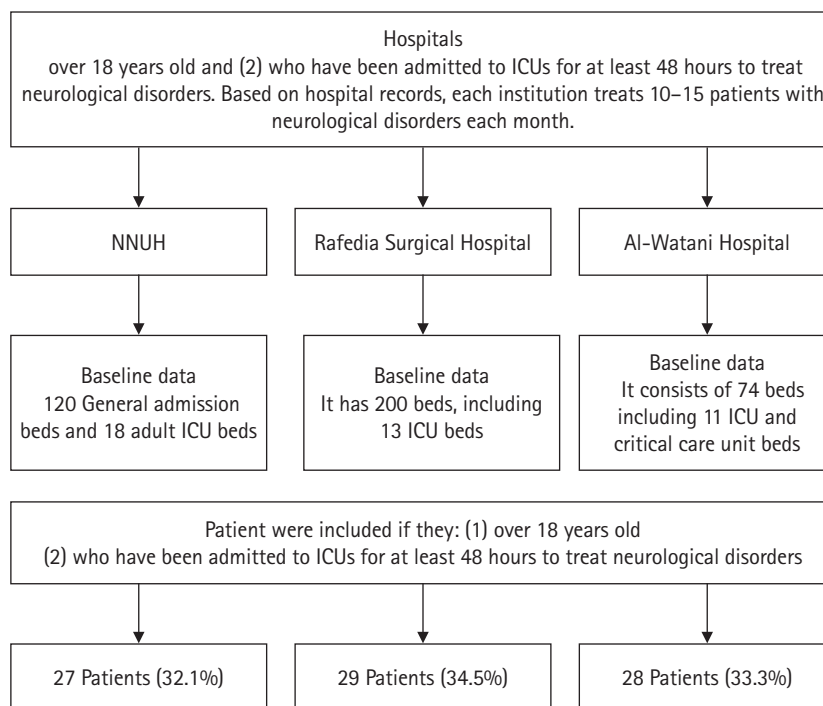 Hospitals
over 18 years old and (2) who have been admitted to ICUs for at least 48 hours to treat
neurological disorders. Based on hospital records, each institution treats 10–15 patients with
neurological disorders each month.
NNUH
Rafedia Surgical Hospital
Al-Watani Hospital
Baseline data
120 General admission
beds and 18 adult ICU beds
Baseline data
It has 200 beds, including
13 ICU beds
Baseline data
It consists of 74 beds
including 11 ICU and
critical care unit beds
Patient were included if they: (1) over 18 years old
(2) who have been admitted to ICUs for at least 48 hours to treat neurological disorders
27 Patients (32.1%)
29 Patients (34.5%)
28 Patients (33.3%)